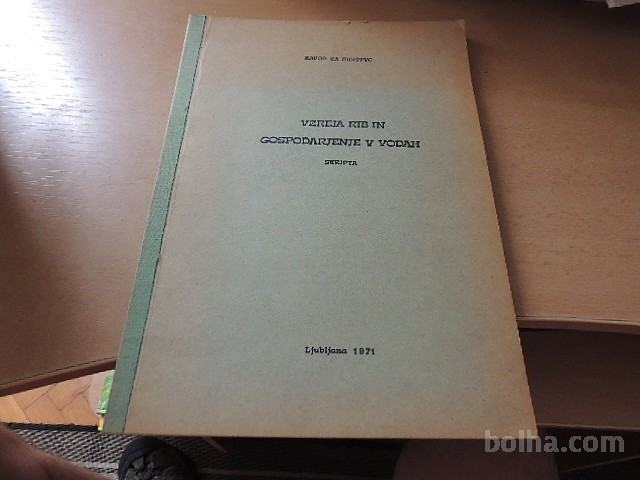 ZAVOD ZA RIBIŠTVO
VZREJA RIB IN
GOSPODARJENJE V VODAH
SKRIPTA
Ljubljana 1971
bolha.com